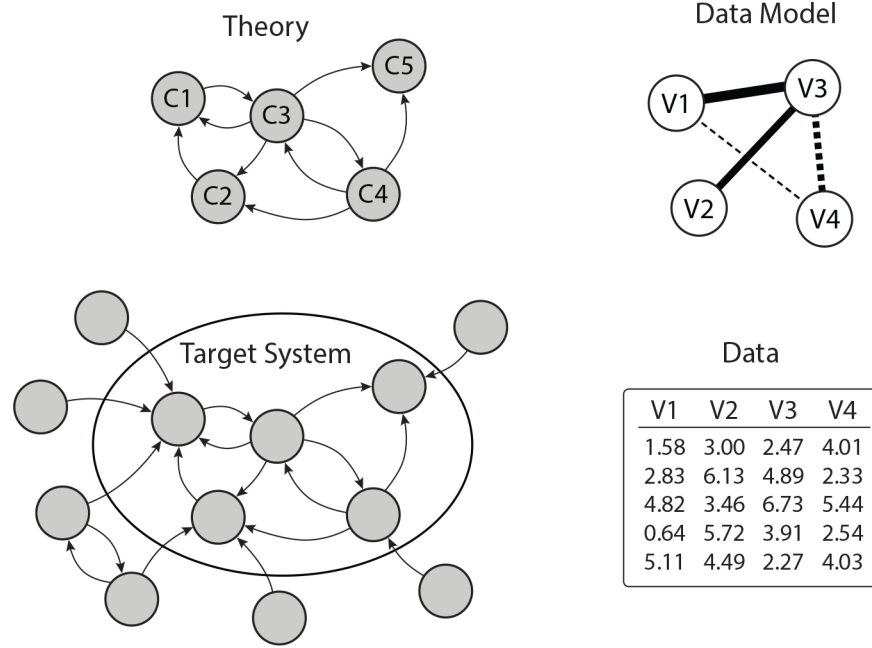 Theory
C1
C3
C5
C2
C4
Data Model
V1
V3
V2
V4
Target System
Data
V1 V2 V3 V4
1.58 3.00 2.47 4.01
2.83 6.13 4.89 2.33
4.82 3.46 6.73 5.44
0.64 5.72 3.91 2.54
5.11 4.49 2.27 4.03